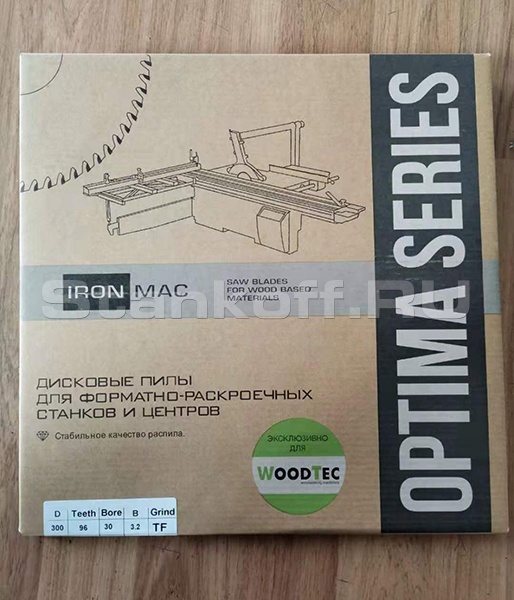 OPTIMA SERIES
IRON MAC
SAW BLADES
FOR WOOD BASED
MATERIALS
Stankoff.RU
ДИСКОВЫЕ ПИЛЫ
ДЛЯ ФОРМАТНО-РАСКРОЕЧНЫХ
СТАНКОВ И ЦЕНТРОВ
Стабильное качество распила.
ЭКСКЛЮЗИВНО
ДЛЯ
WOODTEC
D Teeth Bore B Grind
300 96 30 3.2 TF